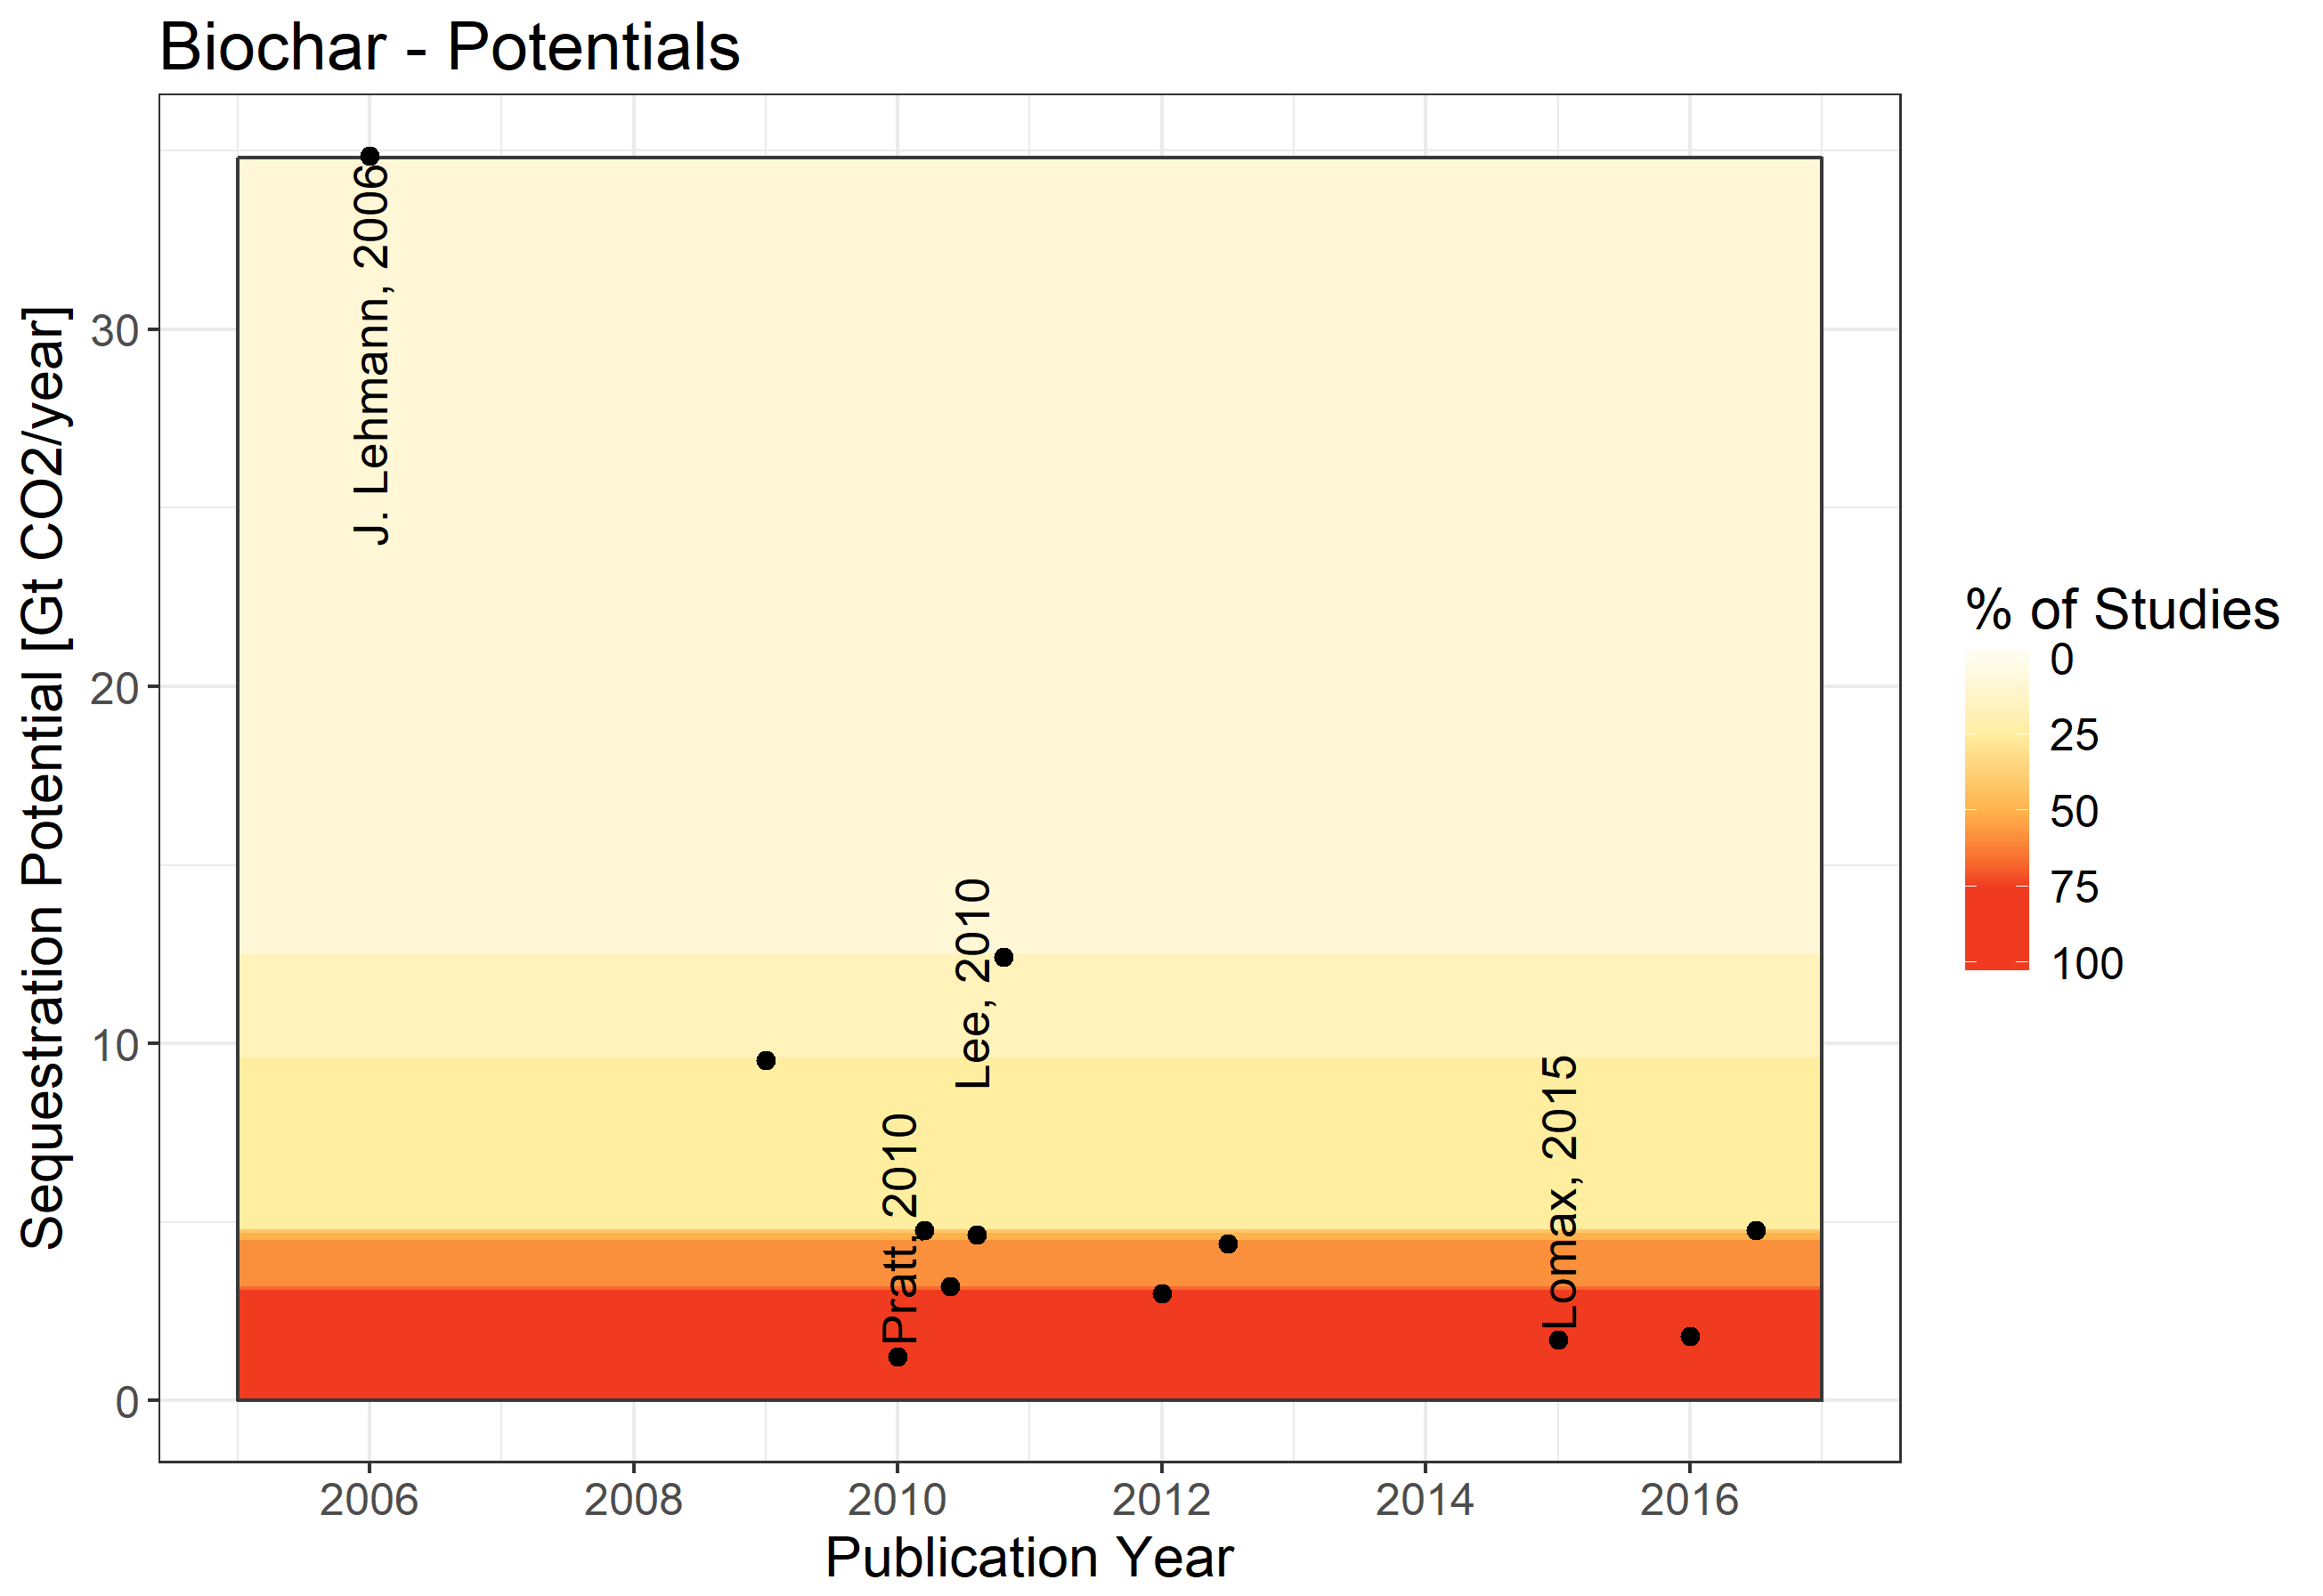 Biochar - Potentials
Sequestration Potential [Gt CO2/year]
30
20
10
0
J. Lehmann, 2006
Lee, 2010
Pratt, 2010
Lomax, 2015
2006
2008
2010
2012
2014
2016
Publication Year
% of Studies
0
25
50
75
100